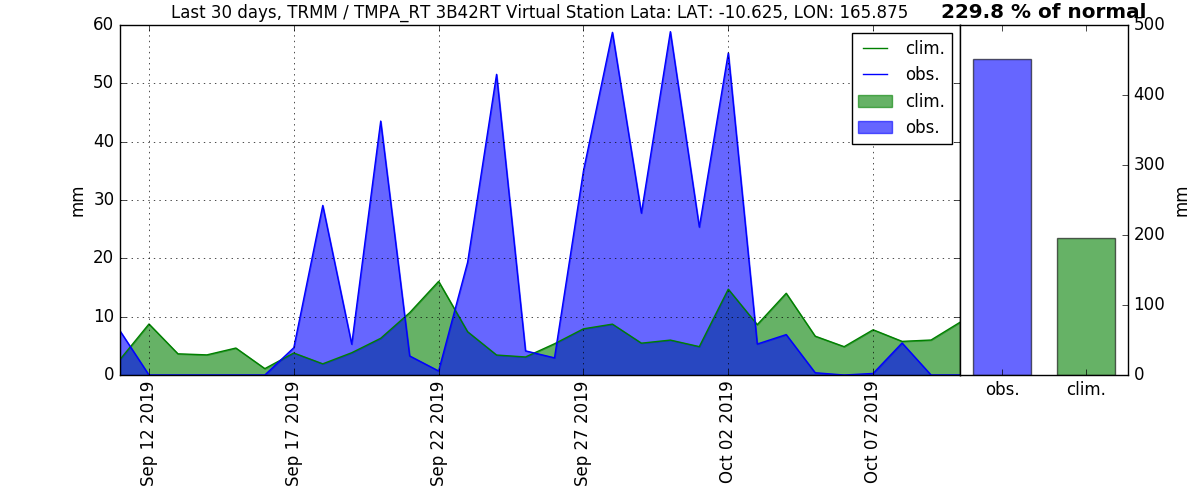 Last 30 days, TRMM / TMPA_RT 3B42RT Virtual Station Lata: LAT: -10.625, LON: 165.875
229.8 % of normal
60
50
40
30
20
10
0
mm
clim.
obs.
clim.
obs.
Sep 12 2019
Sep 17 2019
Sep 22 2019
Sep 27 2019
Oct 02 2019
Oct 07 2019
500
400
300
200
100
0
mm
obs.
clim.